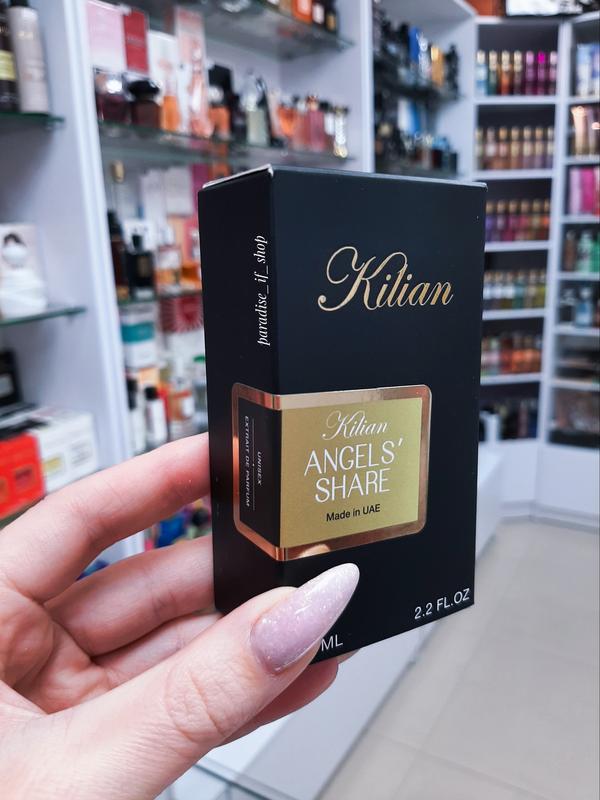 paradise_if_shop
Kilian
Kilian
ANGELS'
SHARE
Made in UAE
UNISEX
EXTRAIT DE PARFUM
ML
2.2 FL.OZ